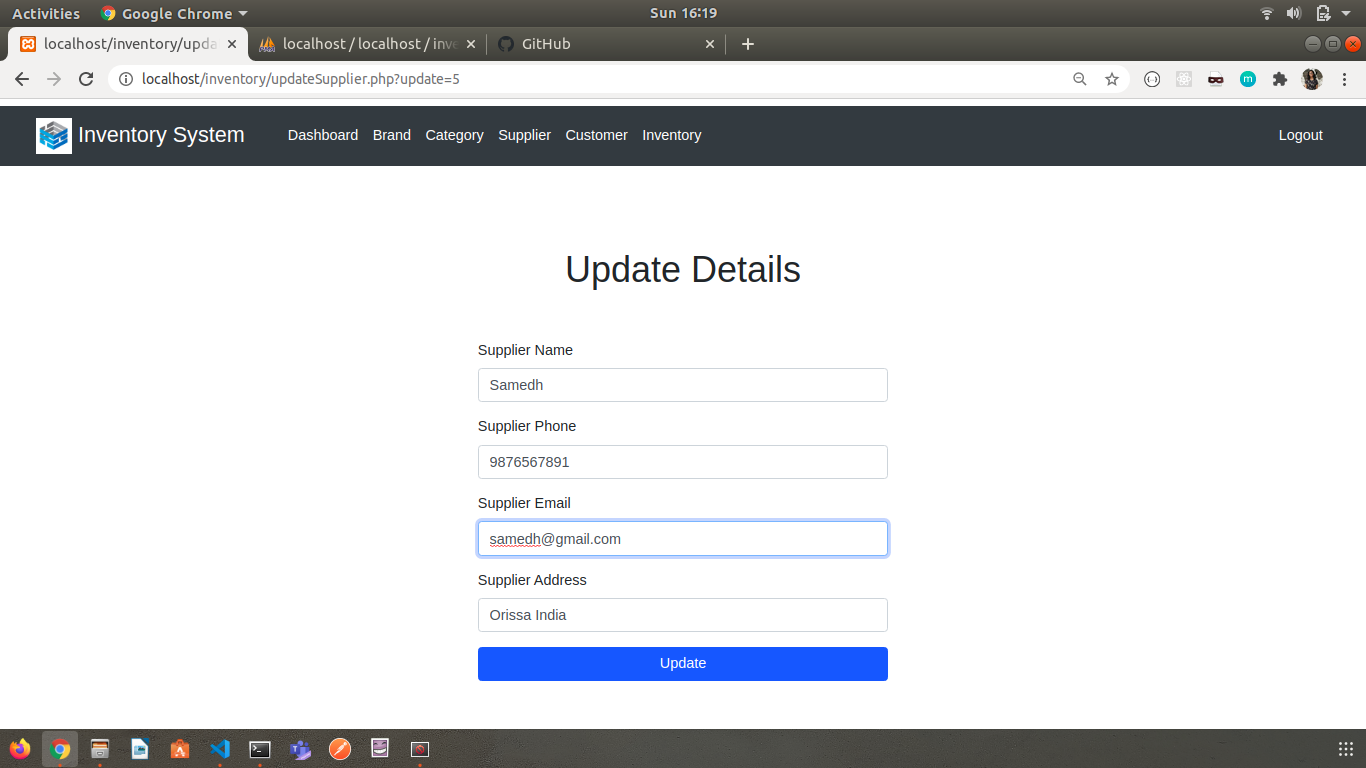 Activities Google Chrome Sun 16:19
localhost/inventory/upda localhost / localhost / inve GitHub
localhost/inventory/updateSupplier.php?update=5
Inventory System Dashboard Brand Category Supplier Customer Inventory Logout
Update Details
Supplier Name
Samedh
Supplier Phone
9876567891
Supplier Email
samedh@gmail.com
Supplier Address
Orissa India
Update